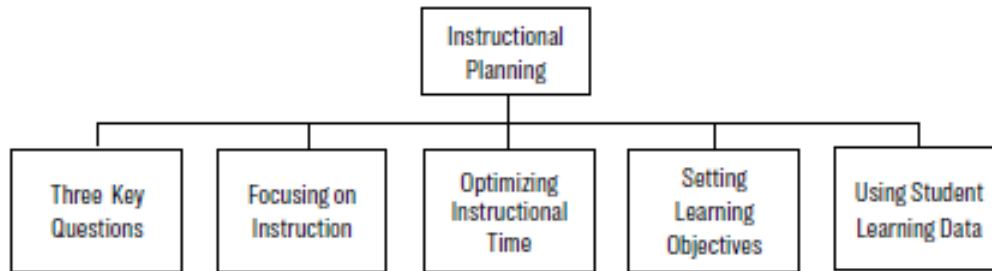 Instructional
Planning
Three Key
Questions
Focusing on
Instruction
Optimizing
Instructional
Time
Setting
Learning
Objectives
Using Student
Learning Data